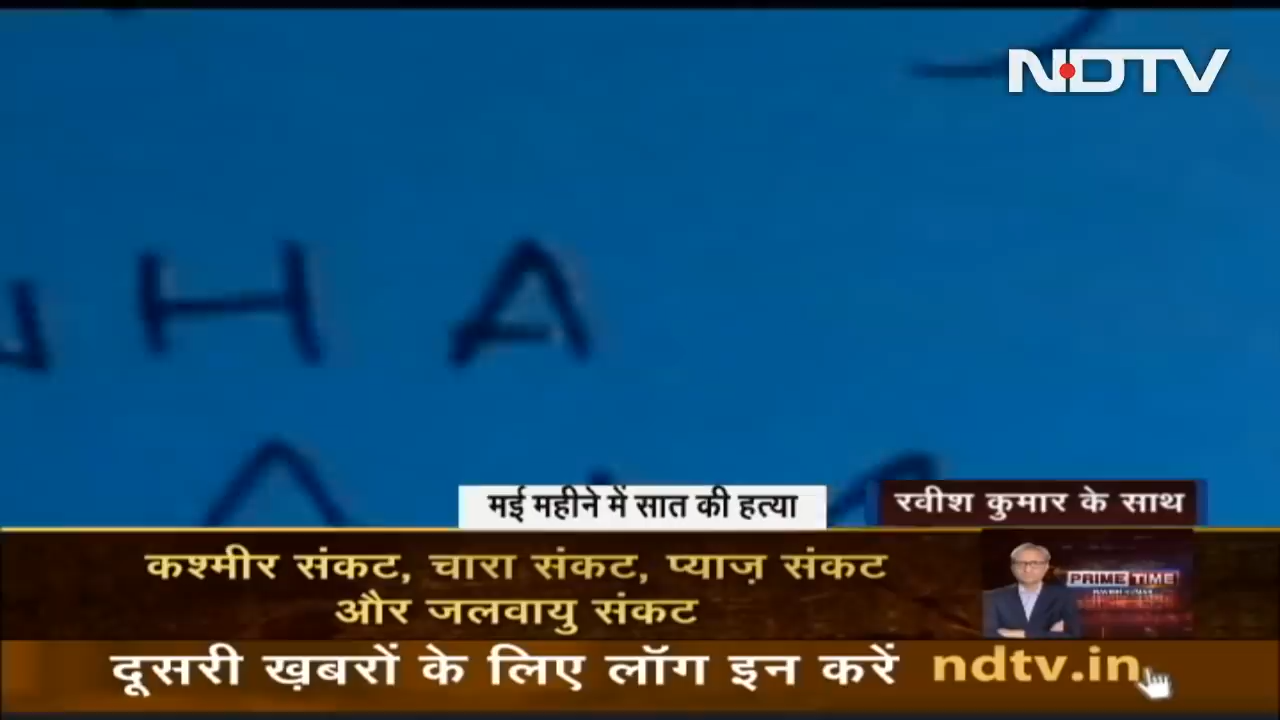 NDTV
HA
मई महीने में सात की हत्या
रवीश कुमार के साथ
कश्मीर संकट, चारा संकट, प्याज़ संकट
और जलवायु संकट
PRIME TIME
दूसरी ख़बरों के लिए लॉग इन करें ndtv.in